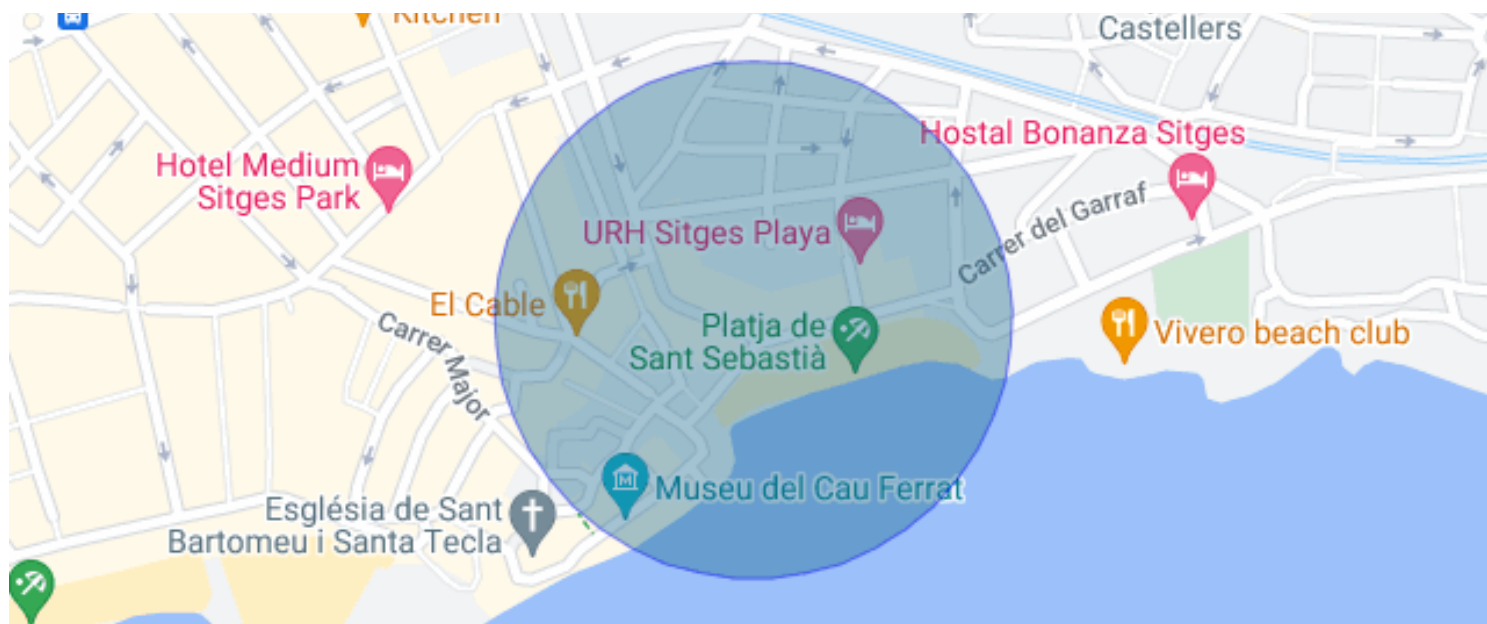 Kitchen
Castellers
Hotel Medium
Sitges Park
Hostal Bonanza Sitges
URH Sitges Playa
Carrer del Garraf
El Cable
Platja de
Sant Sebastià
Vivero beach club
Carrer Major
Museu del Cau Ferrat
Església de Sant
Bartomeu i Santa Tecla